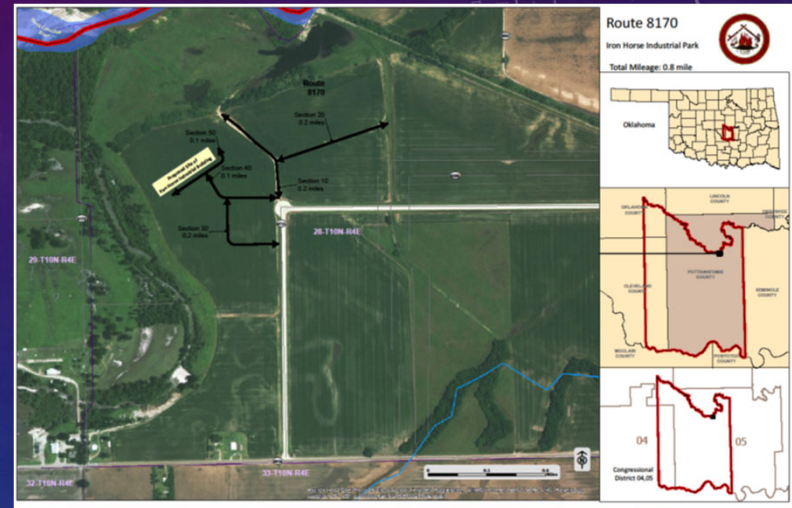 Route 8170
Iron Horse Industrial Park
Total Mileage: 0.8 mile
Route
8170
Section 20
0.2 miles
Section 50
0.1 miles
Section 40
0.1 miles
Section 10
0.2 miles
Section 30
0.2 miles
29-T10N-R4E
28-T10N-R4E
32-T10N-R4E
33-T10N-R4E
Oklahoma
LINCOLN
COUNTY
COUNTY
POTTAWATOMIE
COUNTY
CLEVELAND
COUNTY
SEMINOLE
COUNTY
MCCLAIN
COUNTY
PONTOTOC
COUNTY
04
05
Congressional
District 04,05